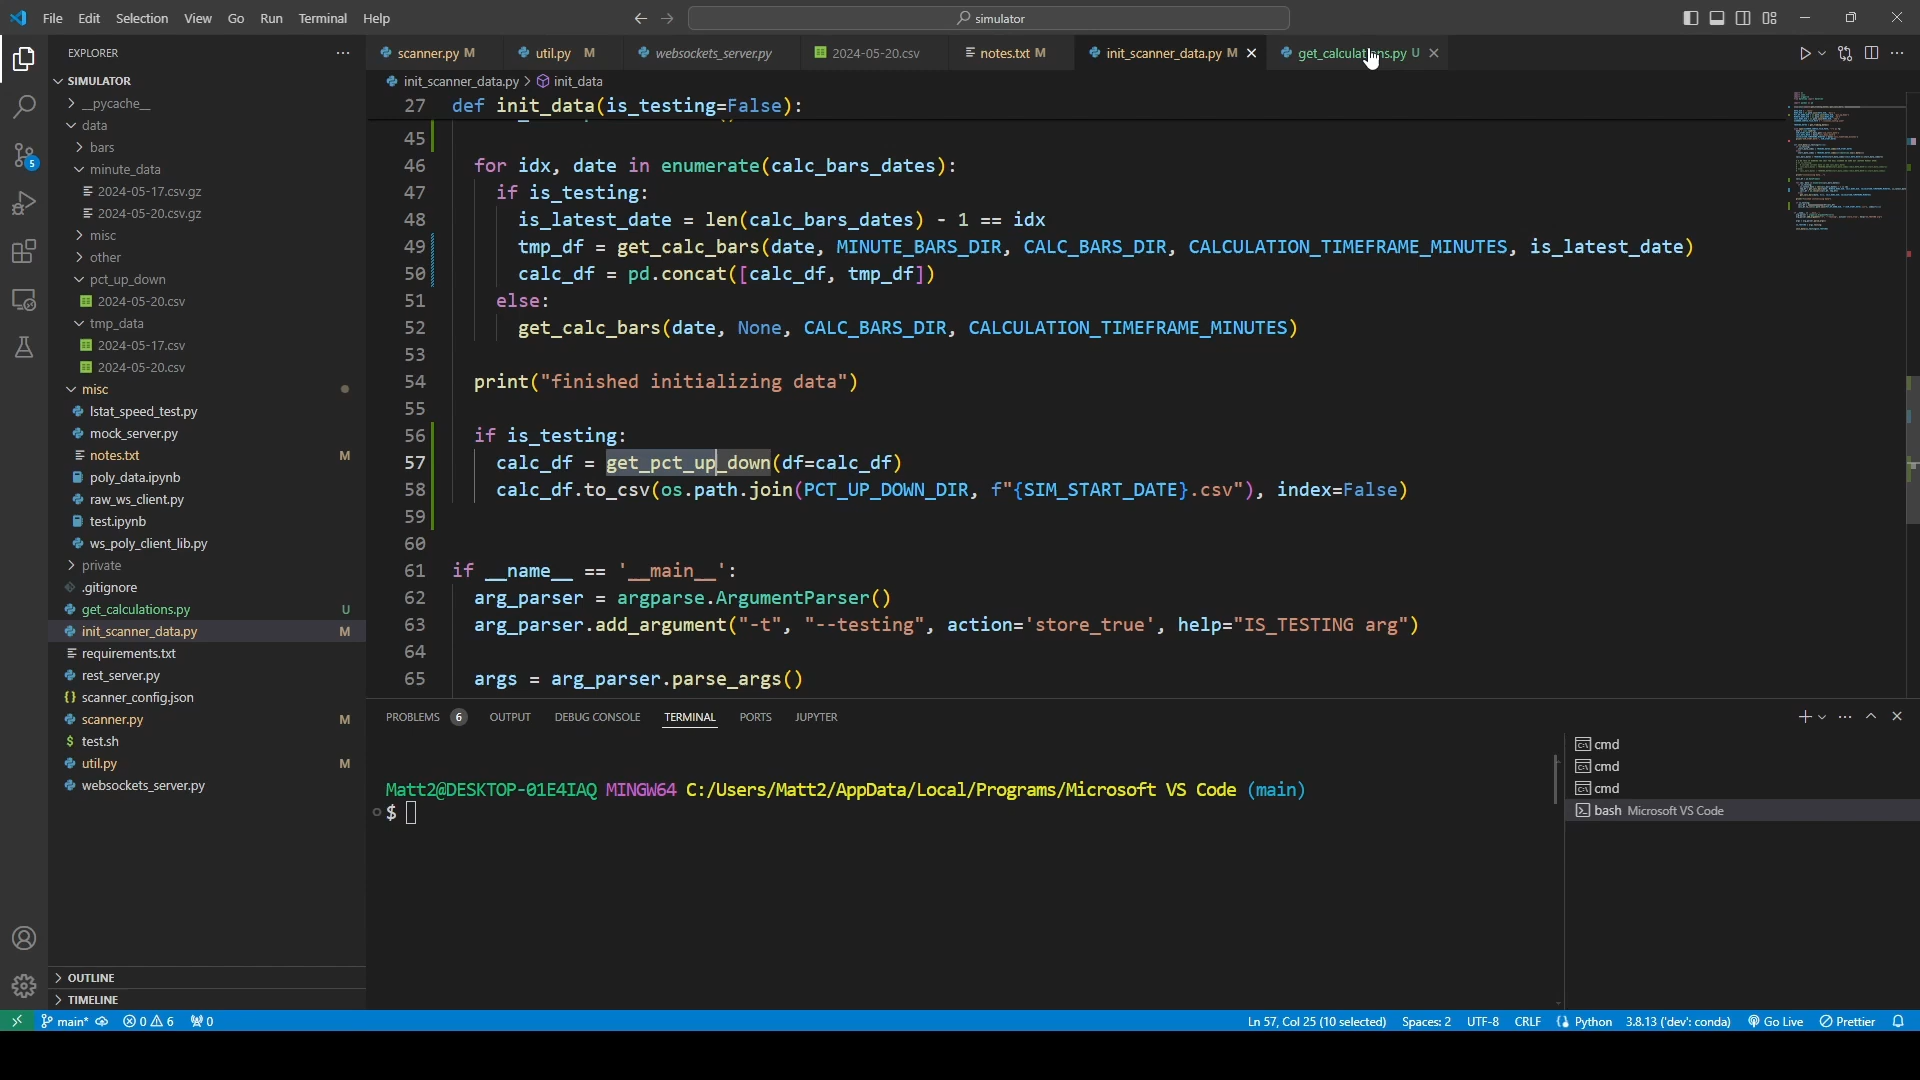 File Edit Selection View Go Run Terminal Help
simulator
EXPLORER
SIMULATOR
__pycache__
data
bars
minute_data
2024-05-17.csv.gz
2024-05-20.csv.gz
misc
other
pct_up_down
2024-05-20.csv
tmp_data
2024-05-17.csv
2024-05-20.csv
misc
lstat_speed_test.py
mock_server.py
notes.txt M
poly_data.ipynb
raw_ws_client.py
test.ipynb
ws_poly_client_lib.py
private
.gitignore
get_calculations.py U
init_scanner_data.py M
requirements.txt
rest_server.py
scanner_config.json
scanner.py M
test.sh
util.py M
websockets_server.py
OUTLINE
TIMELINE
5
scanner.py M util.py M websockets_server.py 2024-05-20.csv notes.txt M init_scanner_data.py M get_calculations.py U
init_scanner_data.py > init_data
27 def init_data(is_testing=False):
45
46 for idx, date in enumerate(calc_bars_dates):
47 if is_testing:
48 is_latest_date = len(calc_bars_dates) - 1 == idx
49 tmp_df = get_calc_bars(date, MINUTE_BARS_DIR, CALC_BARS_DIR, CALCULATION_TIMEFRAME_MINUTES, is_latest_date)
50 calc_df = pd.concat([calc_df, tmp_df])
51 else:
52 get_calc_bars(date, None, CALC_BARS_DIR, CALCULATION_TIMEFRAME_MINUTES)
53
54 print("finished initializing data")
55
56 if is_testing:
57 calc_df = get_pct_up_down(df=calc_df)
58 calc_df.to_csv(os.path.join(PCT_UP_DOWN_DIR, f"{SIM_START_DATE}.csv"), index=False)
59
60
61 if __name__ == '__main__':
62 arg_parser = argparse.ArgumentParser()
63 arg_parser.add_argument("-t", "--testing", action='store_true', help="IS_TESTING arg")
64
65 args = arg_parser.parse_args()
PROBLEMS 6 OUTPUT DEBUG CONSOLE TERMINAL PORTS JUPYTER
Matt2@DESKTOP-01E4IAQ MINGW64 C:/Users/Matt2/AppData/Local/Programs/Microsoft VS Code (main)
$
cmd
cmd
cmd
bash Microsoft VS Code
main* 0 6 0 Ln 57, Col 25 (10 selected) Spaces: 2 UTF-8 CRLF Python 3.8.13 ('dev': conda) Go Live Prettier